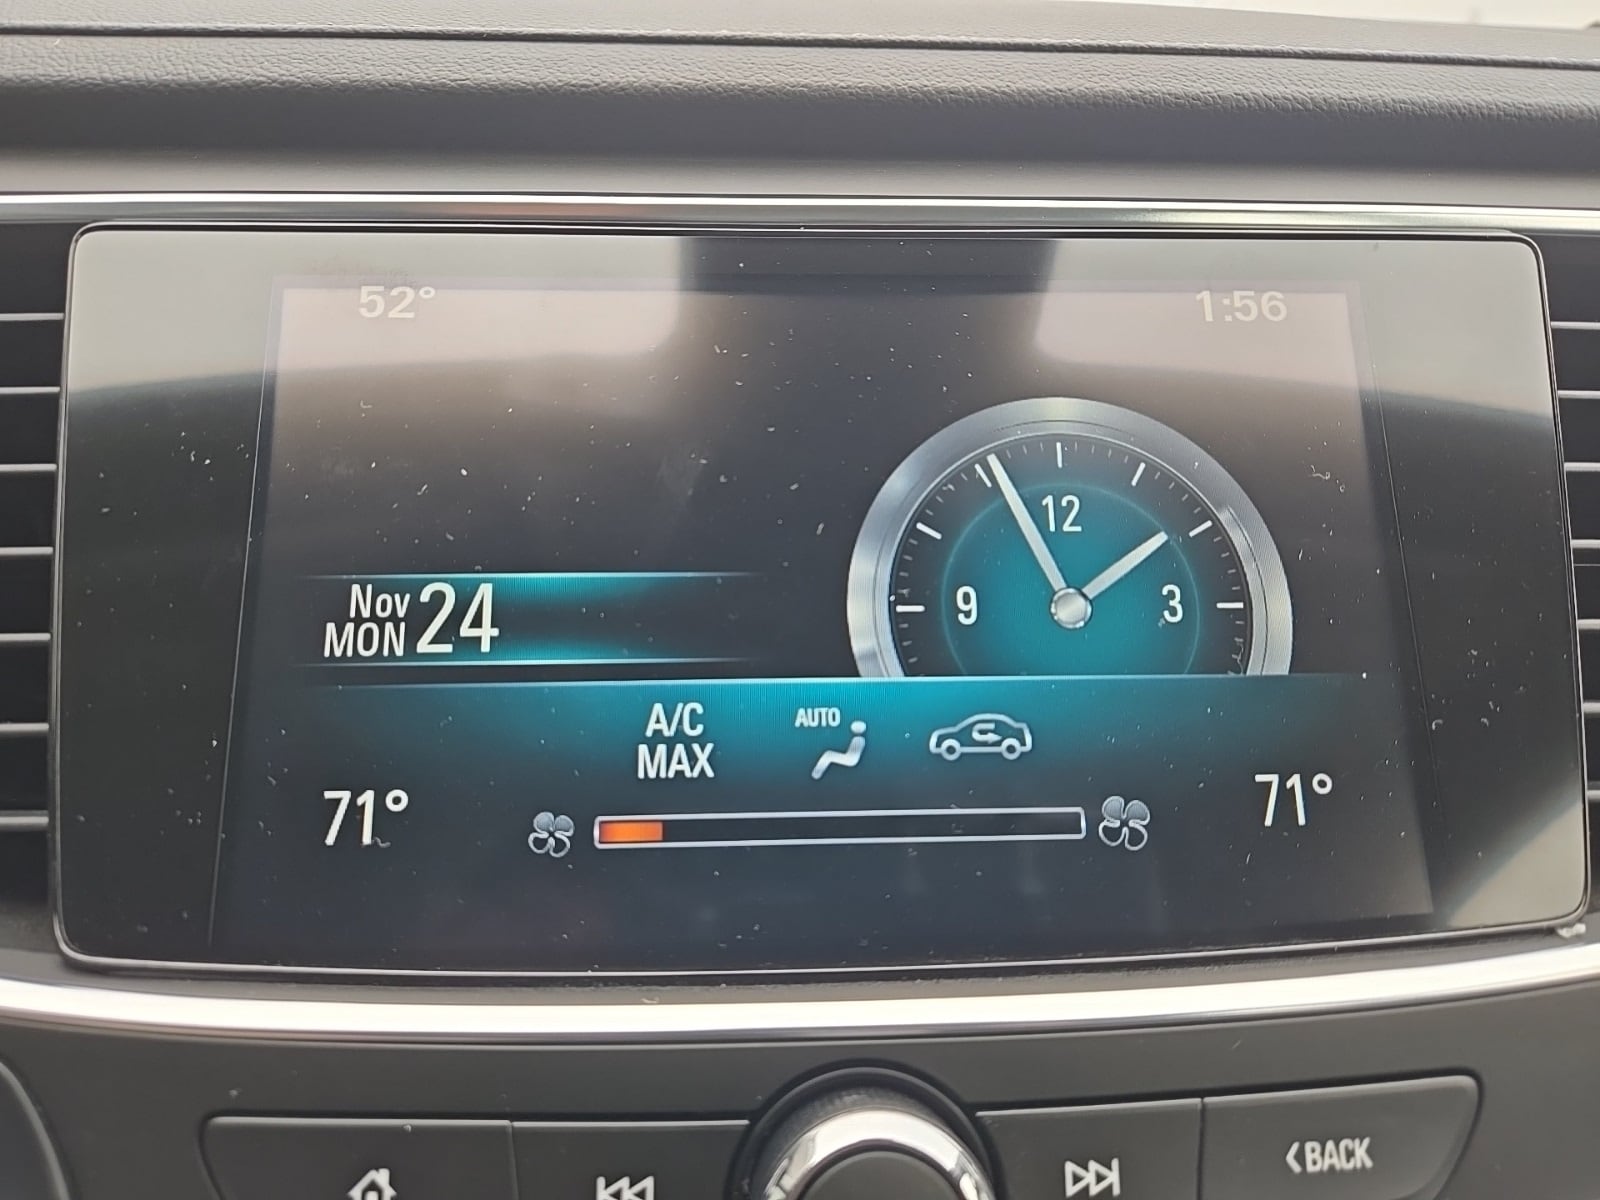 52°
1:56
12
9
3
Nov
MON
24
A/C
MAX
AUTO
71°
71°
<BACK